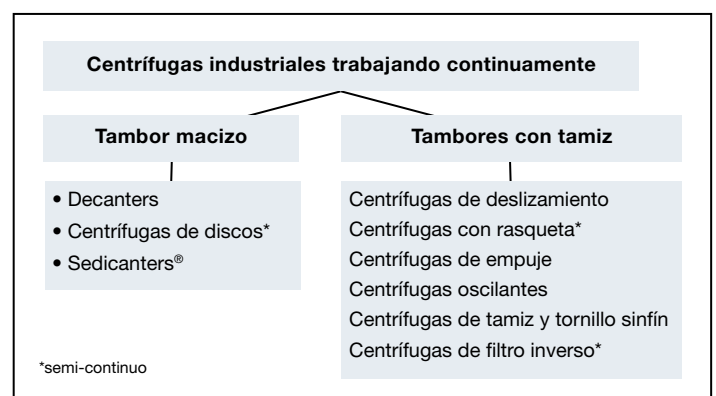 Centrífugas industriales trabajando continuamente
Tambor macizo
• Decanters
• Centrífugas de discos*
• Sedicanters®
*semi-continuo
Tambores con tamiz
Centrífugas de deslizamiento
Centrífugas con rasqueta*
Centrífugas de empuje
Centrífugas oscilantes
Centrífugas de tamiz y tornillo sinfín
Centrífugas de filtro inverso*